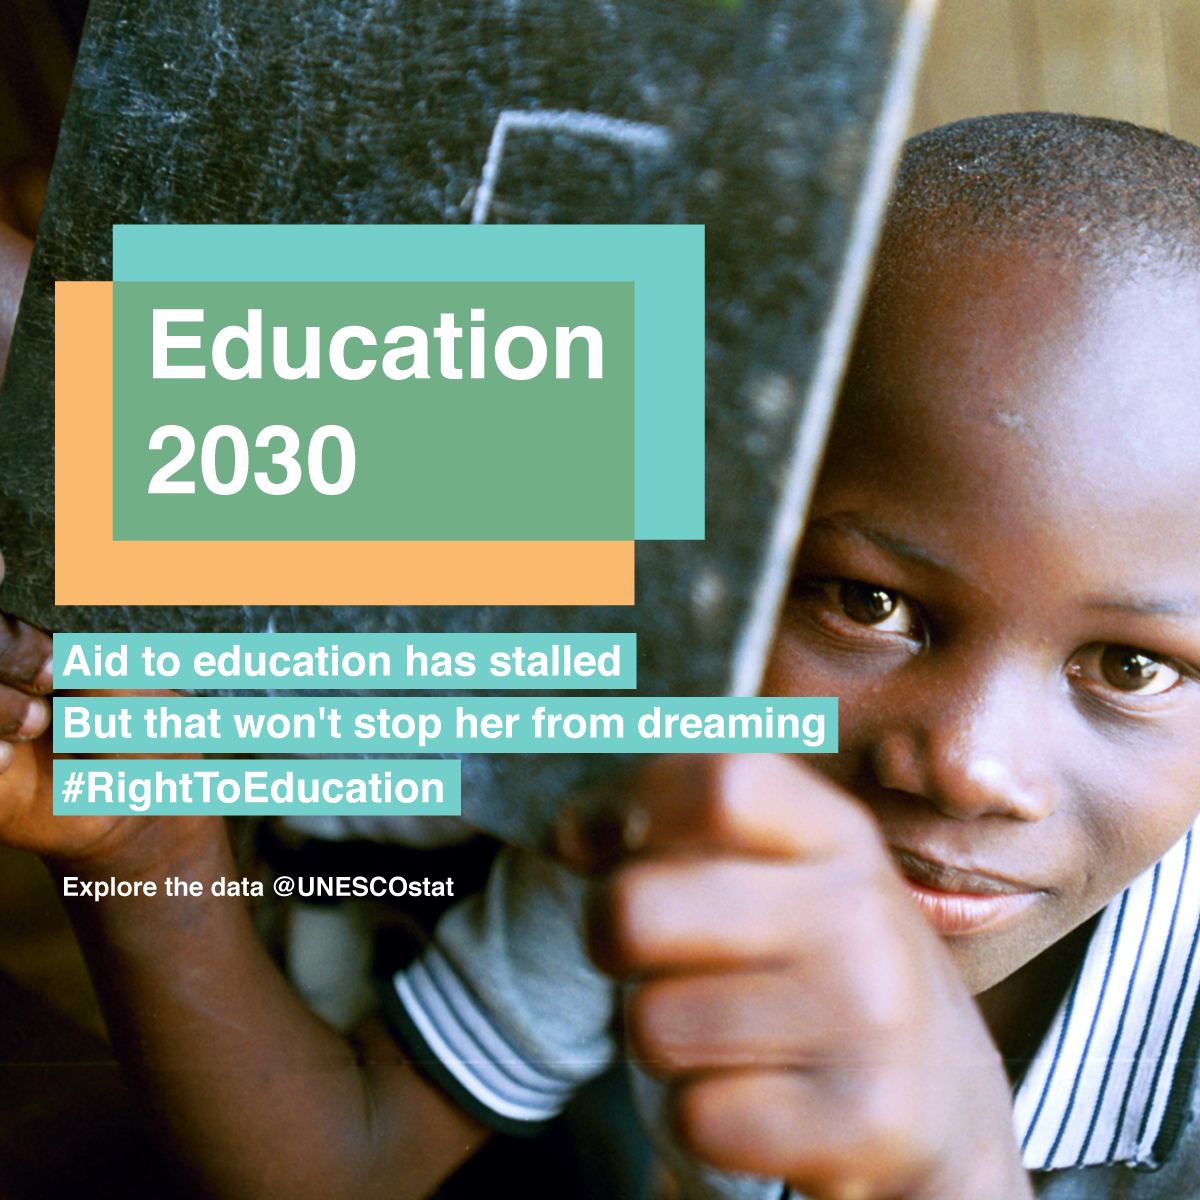 Education
2030
Aid to education has stalled
But that won't stop her from dreaming
#RightToEducation
Explore the data @UNESCOstat